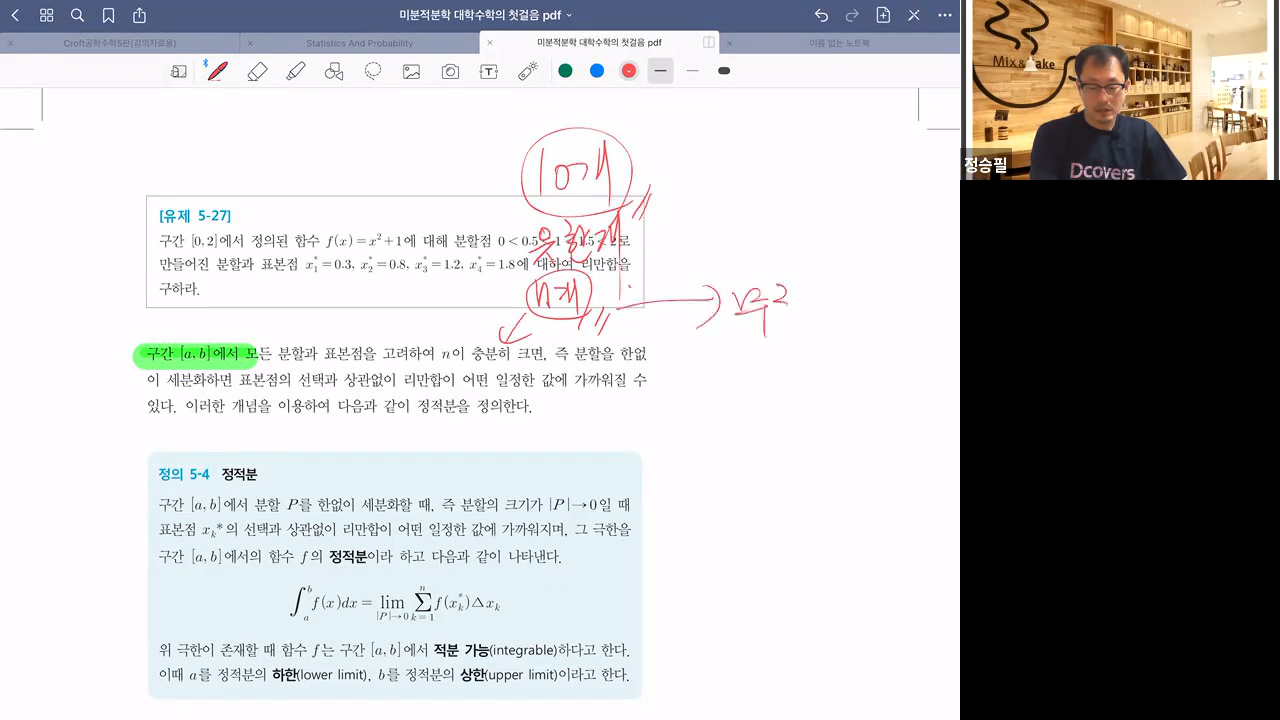 미분적분학 대학수학의 첫걸음 pdf
Croft공학수학5판(강의자료용)
Statistics And Probability
미분적분학 대학수학의 첫걸음 pdf
이름 없는 노트북
Mix&
Dcovers
정승필
10개
유한개
n개
[유제 5-27]
구간 [0, 2]에서 정의된 함수 f(x)=x²+1에 대해 분할점 0<0.5<1<1.5<2로
만들어진 분할과 표본점 x₁*=0.3, x₂*=0.8, x₃*=1.2, x₄*=1.8에 대하여 리만합을
구하라.
구간 [a, b]에서 모든 분할과 표본점을 고려하여 n이 충분히 크면, 즉 분할을 한없
이 세분화하면 표본점의 선택과 상관없이 리만합이 어떤 일정한 값에 가까워질 수
있다. 이러한 개념을 이용하여 다음과 같이 정적분을 정의한다.
정의 5-4 정적분
구간 [a, b]에서 분할 P를 한없이 세분화할 때, 즉 분할의 크기가 |P|→0일 때
표본점 xₖ*의 선택과 상관없이 리만합이 어떤 일정한 값에 가까워지며, 그 극한을
구간 [a, b]에서의 함수 f의 정적분이라 하고 다음과 같이 나타낸다.
∫ₐᵇ f(x)dx = lim_{|P|→0} Σ_{k=1}^{n} f(xₖ*)Δxₖ
위 극한이 존재할 때 함수 f는 구간 [a, b]에서 적분 가능(integrable)하다고 한다.
이때 a를 정적분의 하한(lower limit), b를 정적분의 상한(upper limit)이라고 한다.